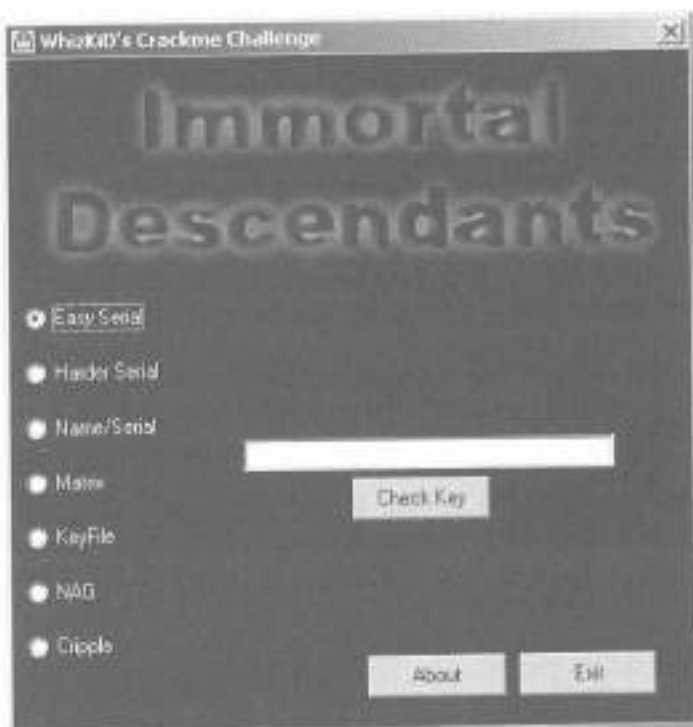 WhizKiD's Crackme Challenge
Immortal
Descendants
Easy Serial
Harder Serial
Name/Serial
Matrix
KeyFile
NAG
Cripple
Check Key
About
Exit